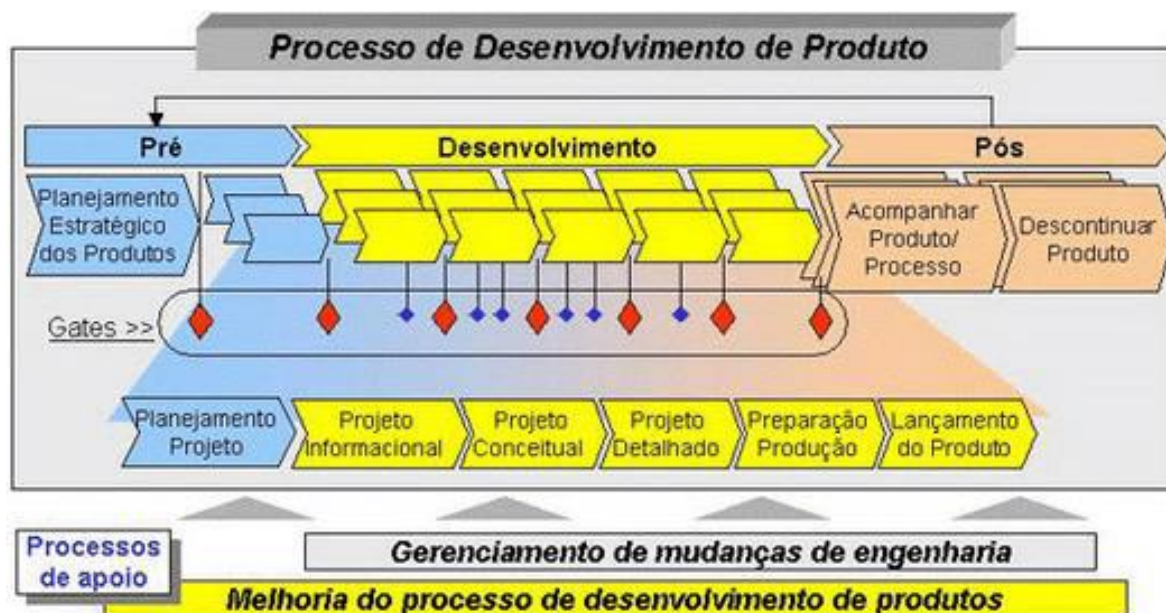 Processo de Desenvolvimento de Produto
Pré
Desenvolvimento
Pós
Planejamento
Estratégico
dos Produtos
Acompanhar
Produto/
Processo
Descontinuar
Produto
Gates >>
Planejamento
Projeto
Projeto
Informacional
Projeto
Conceitual
Projeto
Detalhado
Preparação
Produção
Lançamento
do Produto
Processos
de apoio
Gerenciamento de mudanças de engenharia
Melhoria do processo de desenvolvimento de produtos